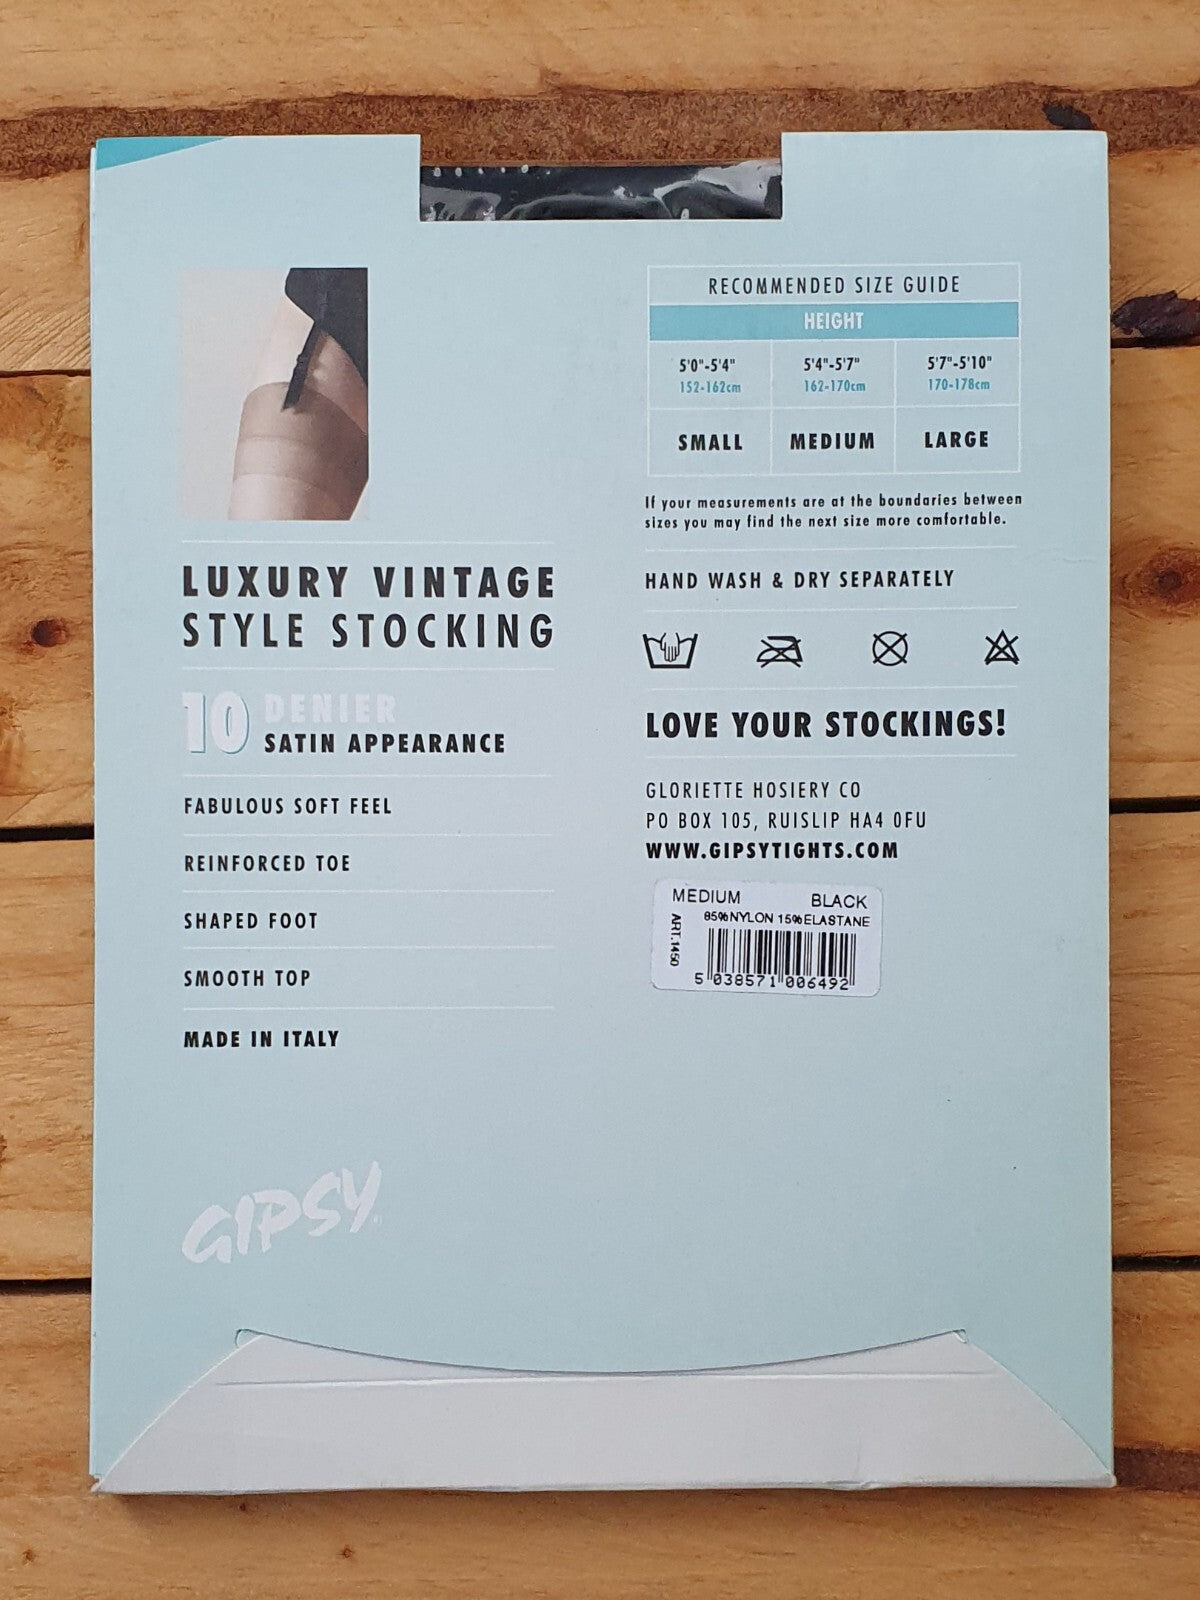 LUXURY VINTAGE
STYLE STOCKING
10 DENIER
SATIN APPEARANCE
FABULOUS SOFT FEEL
REINFORCED TOE
SHAPED FOOT
SMOOTH TOP
MADE IN ITALY
GIPSY
RECOMMENDED SIZE GUIDE
HEIGHT
5'0"-5'4" 5'4"-5'7" 5'7"-5'10"
152-162cm 162-170cm 170-178cm
SMALL MEDIUM LARGE
If your measurements are at the boundaries between
sizes you may find the next size more comfortable.
HAND WASH & DRY SEPARATELY
LOVE YOUR STOCKINGS!
GLORIETTE HOSIERY CO
PO BOX 105, RUISLIP HA4 0FU
WWW.GIPSYTIGHTS.COM
MEDIUM BLACK
85%NYLON 15%ELASTANE
ART.1450
5 038571 006492